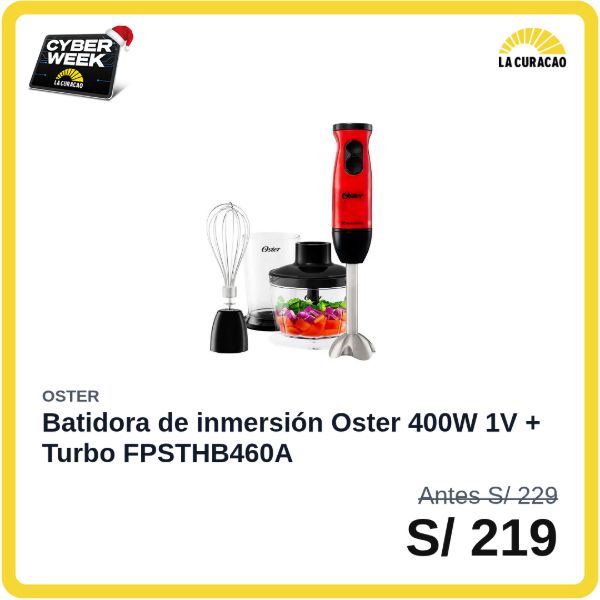 CYBER
WEEK
LA CURACAO
LA CURACAO
Oster
Oster
OSTER
Batidora de inmersión Oster 400W 1V +
Turbo FPSTHB460A
Antes S/ 229
S/ 219